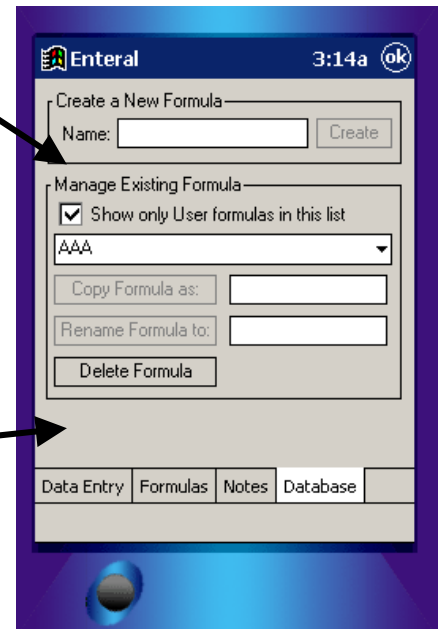 Enteral 3:14a ok
Create a New Formula
Name: Create
Manage Existing Formula
Show only User formulas in this list
AAA
Copy Formula as:
Rename Formula to:
Delete Formula
Data Entry Formulas Notes Database